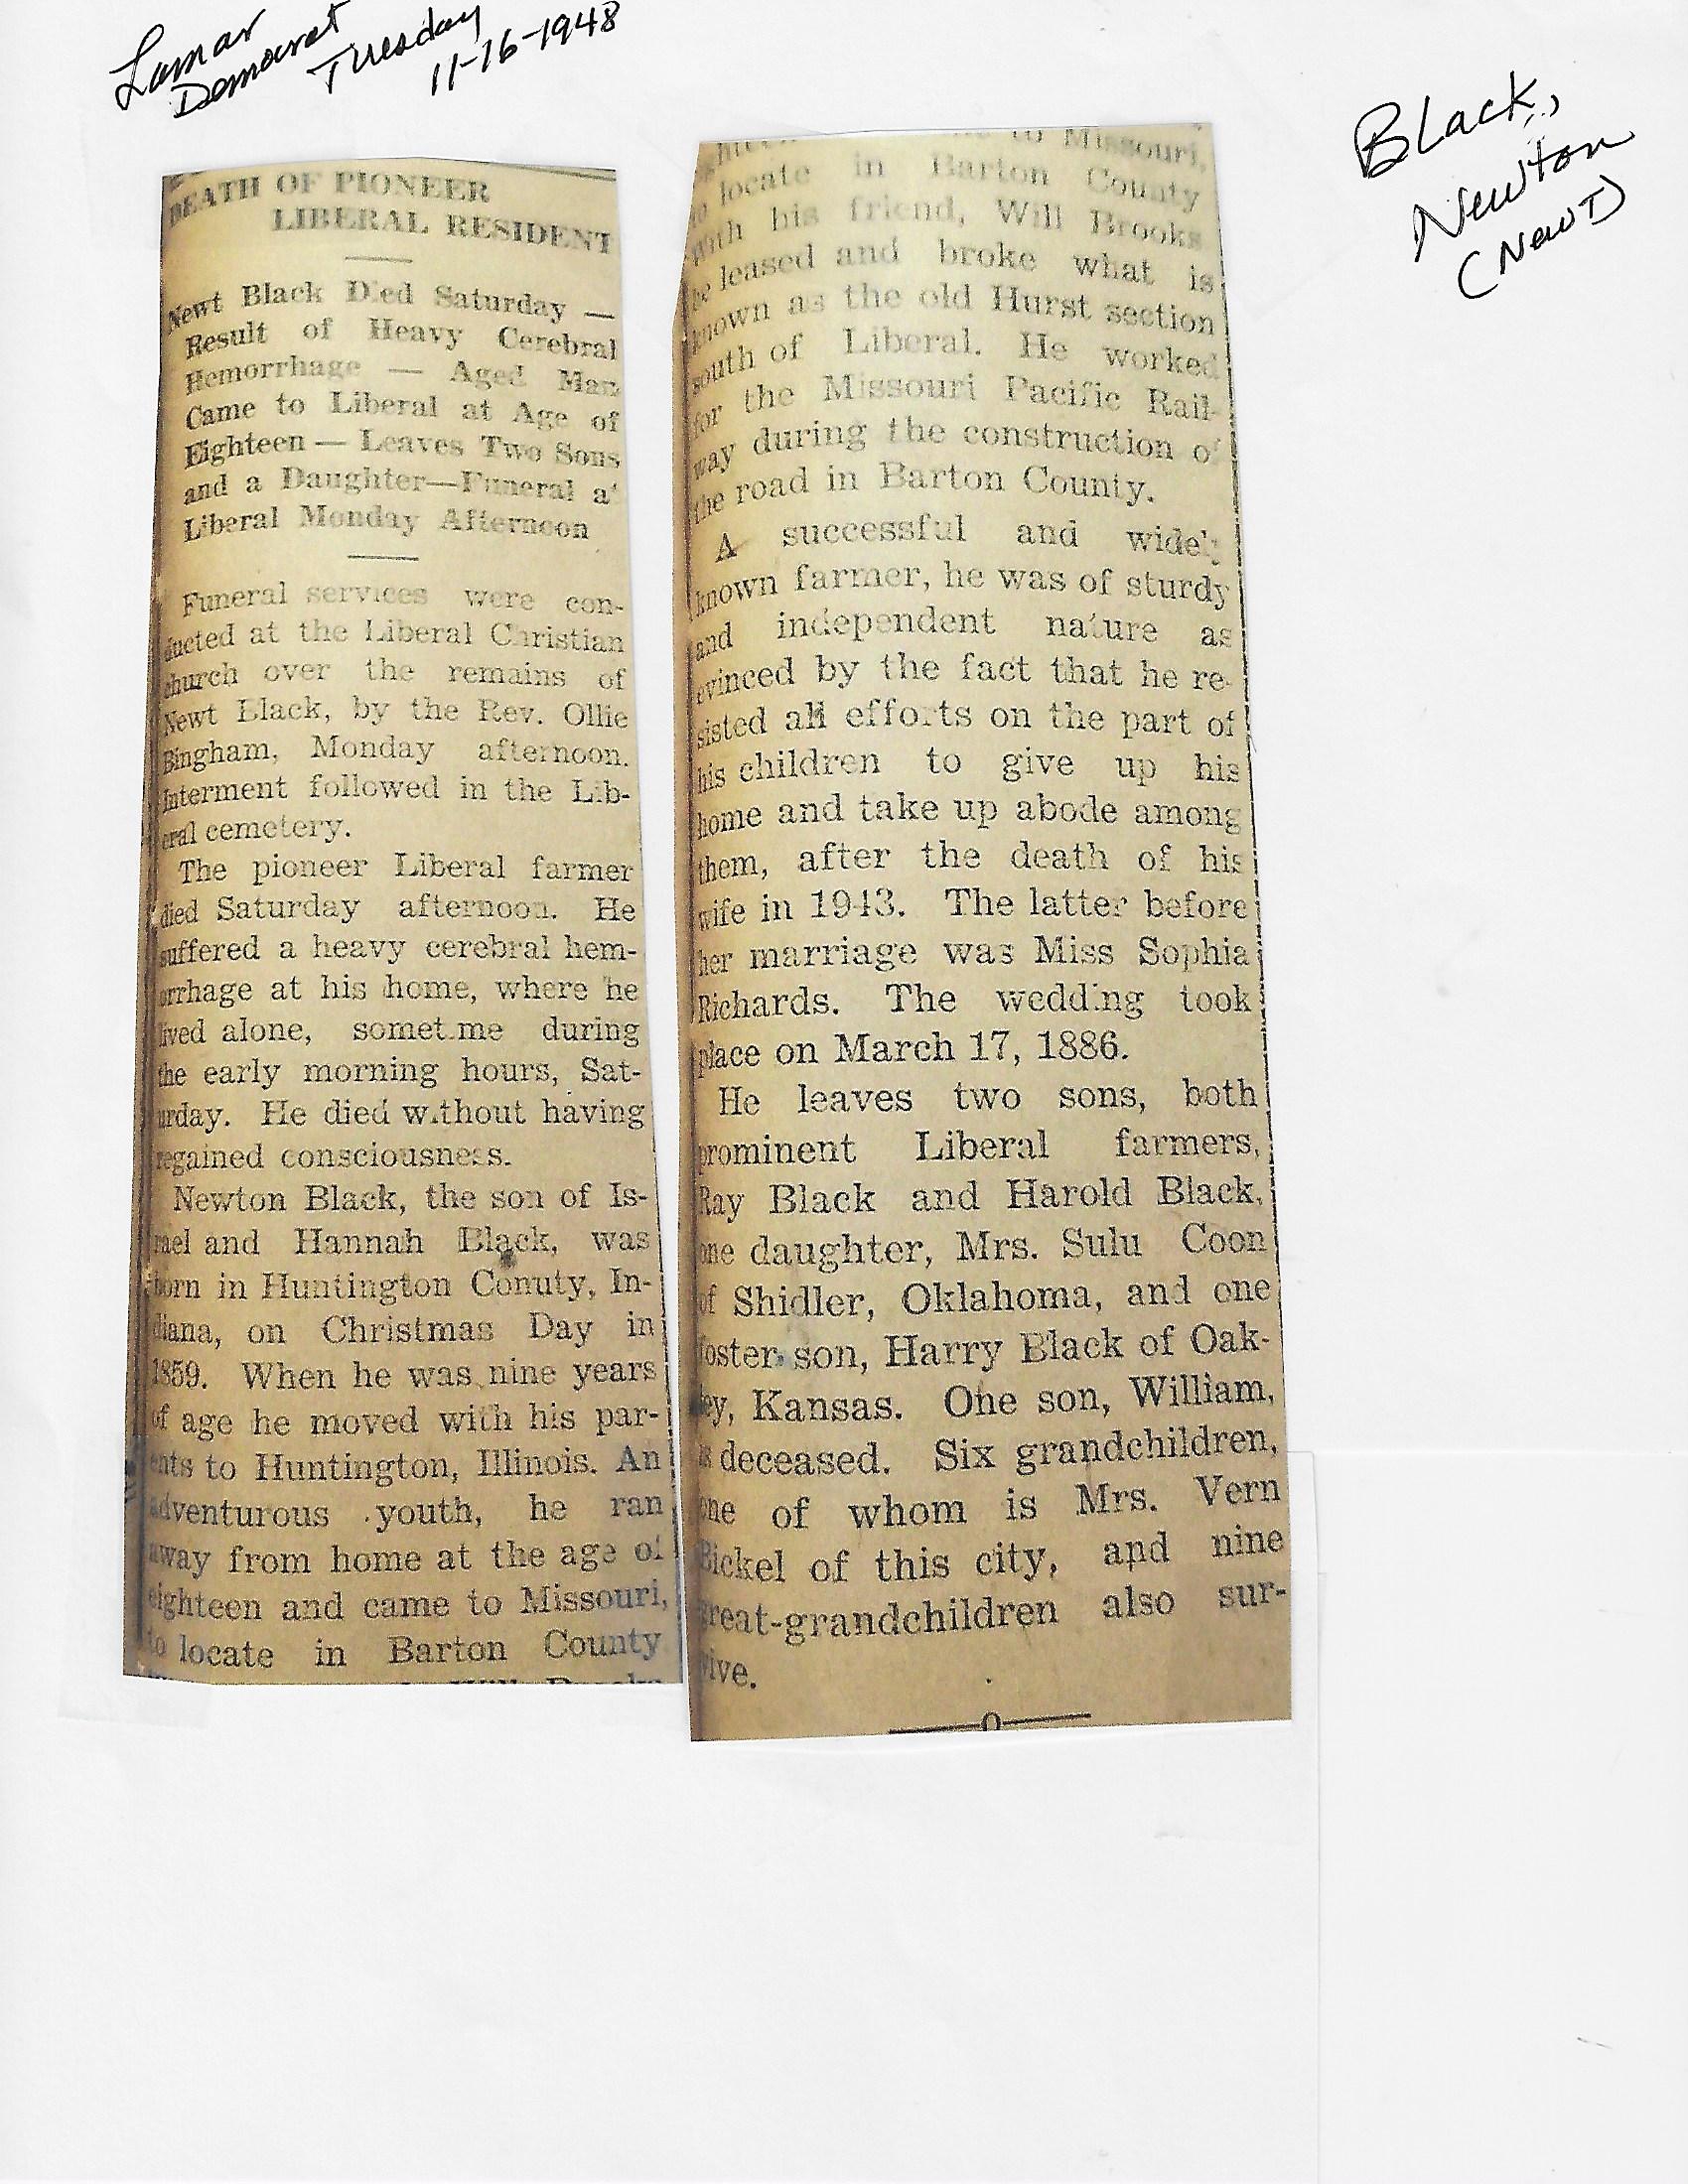 Lamar
Democrat
Tuesday
11-16-1948
Black,
Newton
(Newt)
DEATH OF PIONEER
LIBERAL RESIDENT
Newt Black Died Saturday —
Result of Heavy Cerebral
Hemorrhage — Aged Man
Came to Liberal at Age of
Eighteen — Leaves Two Sons
and a Daughter—Funeral at
Liberal Monday Afternoon
Funeral services were con-
ducted at the Liberal Christian
church over the remains of
Newt Black, by the Rev. Ollie
Bingham, Monday afternoon.
Interment followed in the Lib-
eral cemetery.
The pioneer Liberal farmer
died Saturday afternoon. He
suffered a heavy cerebral hem-
orrhage at his home, where he
lived alone, sometime during
the early morning hours, Sat-
urday. He died without having
regained consciousness.
Newton Black, the son of Is-
rael and Hannah Black, was
born in Huntington Conuty, In-
diana, on Christmas Day in
1859. When he was nine years
of age he moved with his par-
ents to Huntington, Illinois. An
adventurous youth, he ran
away from home at the age of
eighteen and came to Missouri,
to locate in Barton County
to Missouri,
to locate in Barton County
With his friend, Will Brooks
he leased and broke what is
known as the old Hurst section
south of Liberal. He worked
for the Missouri Pacific Rail-
way during the construction of
the road in Barton County.
A successful and widely
known farmer, he was of sturdy
and independent nature as
evinced by the fact that he re-
sisted all efforts on the part of
his children to give up his
home and take up abode among
them, after the death of his
wife in 1943. The latter before
her marriage was Miss Sophia
Richards. The wedding took
place on March 17, 1886.
He leaves two sons, both
prominent Liberal farmers,
Ray Black and Harold Black,
one daughter, Mrs. Sulu Coon
of Shidler, Oklahoma, and one
foster son, Harry Black of Oak-
ley, Kansas. One son, William,
is deceased. Six grandchildren,
one of whom is Mrs. Vern
Bickel of this city, and nine
great-grandchildren also sur-
vive.
—O—